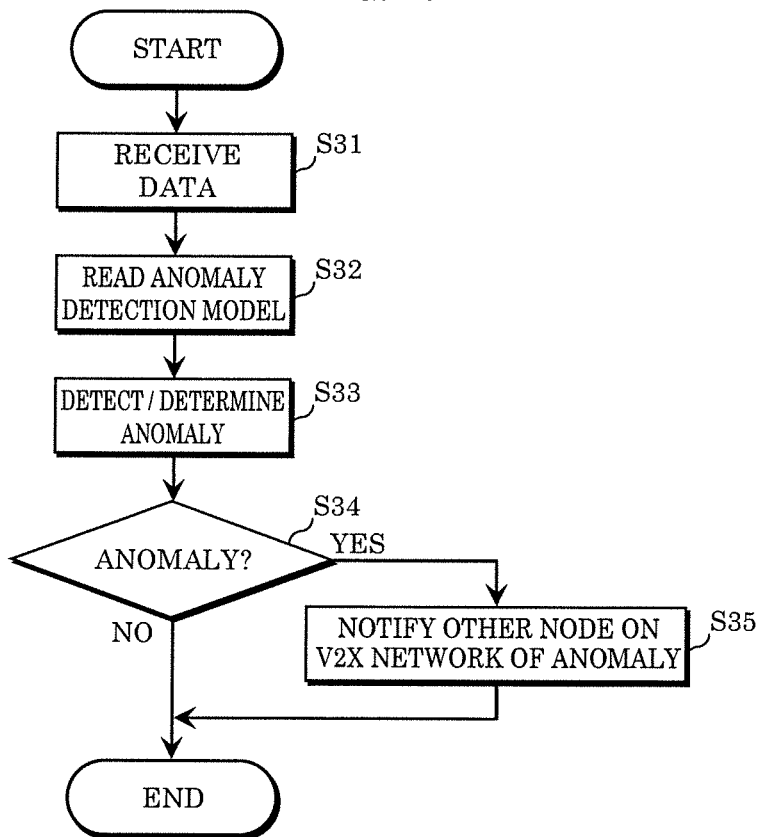 START
RECEIVE
DATA
S31
READ ANOMALY
DETECTION MODEL
S32
DETECT / DETERMINE
ANOMALY
S33
ANOMALY?
S34
YES
NO
NOTIFY OTHER NODE ON
V2X NETWORK OF ANOMALY
S35
END